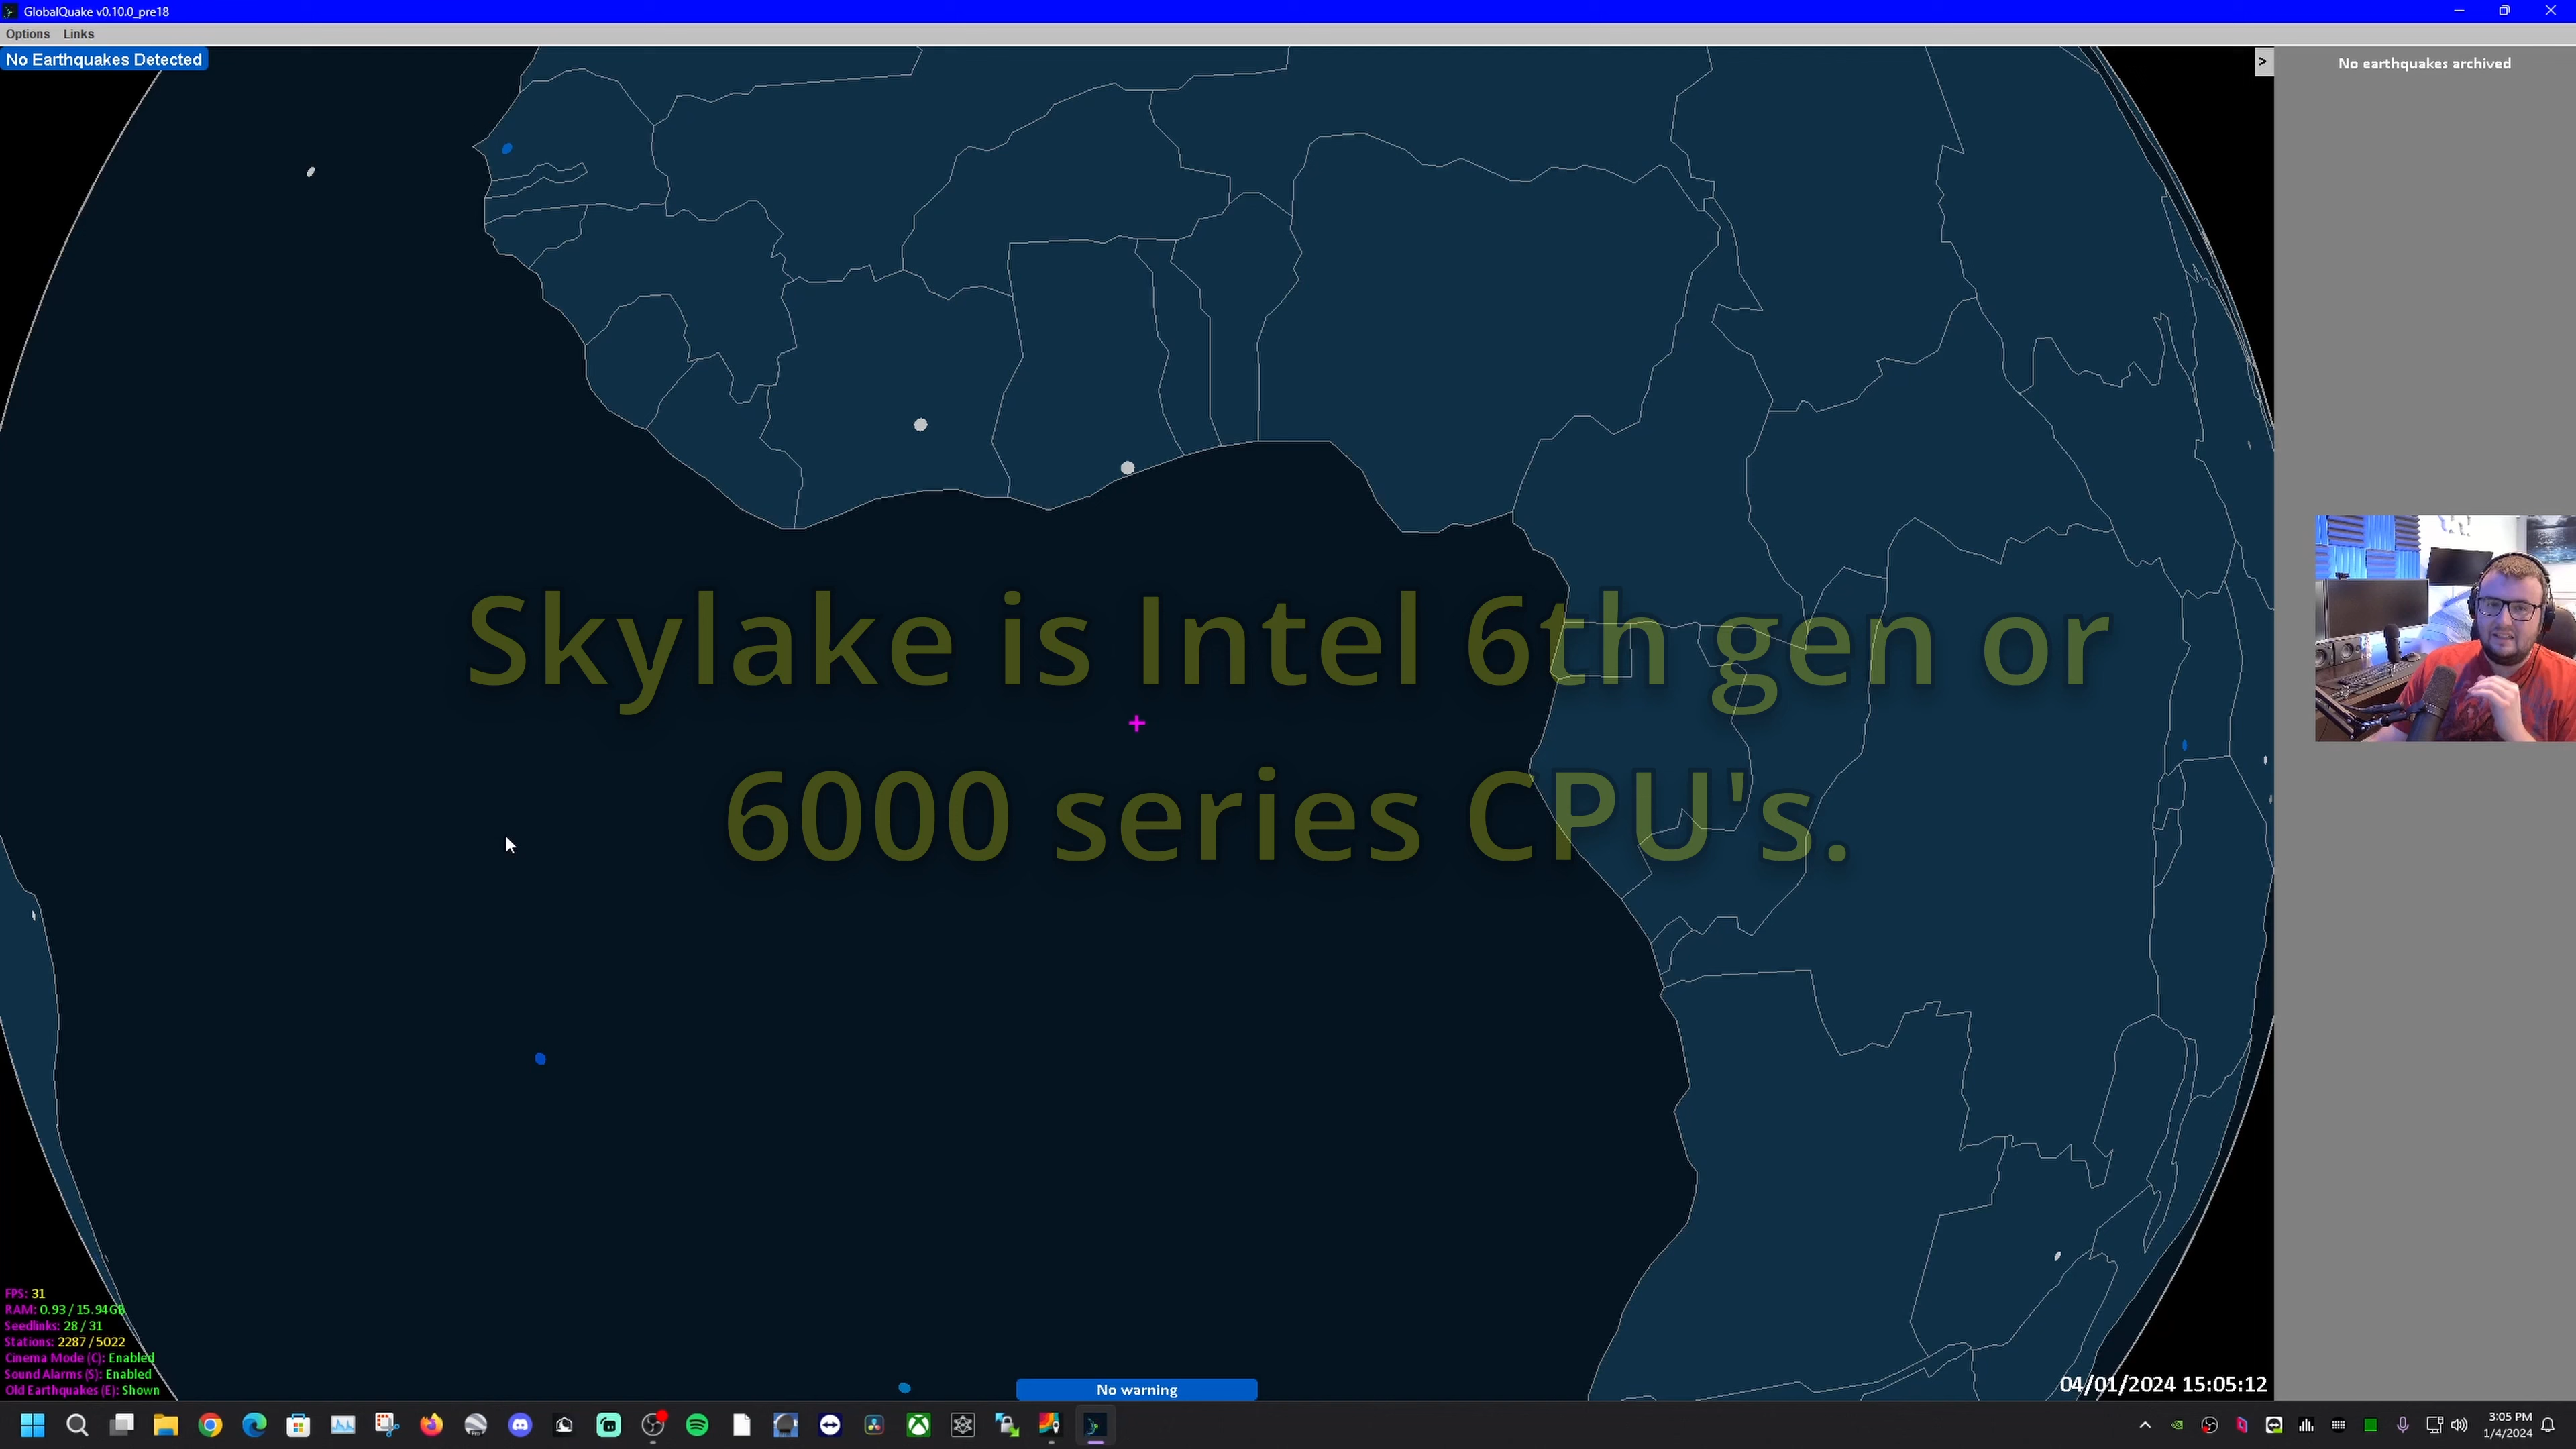 GlobalQuake v0.10.0_pre18
Options Links
No Earthquakes Detected
>
No earthquakes archived
Skylake is Intel 6th gen or
6000 series CPU's.
FPS: 31
RAM: 0.93 / 15.94GB
Seedlinks: 28 / 31
Stations: 2287 / 5022
Cinema Mode (C): Enabled
Sound Alarms (S): Enabled
Old Earthquakes (E): Shown
No warning
04/01/2024 15:05:12
3:05 PM
1/4/2024